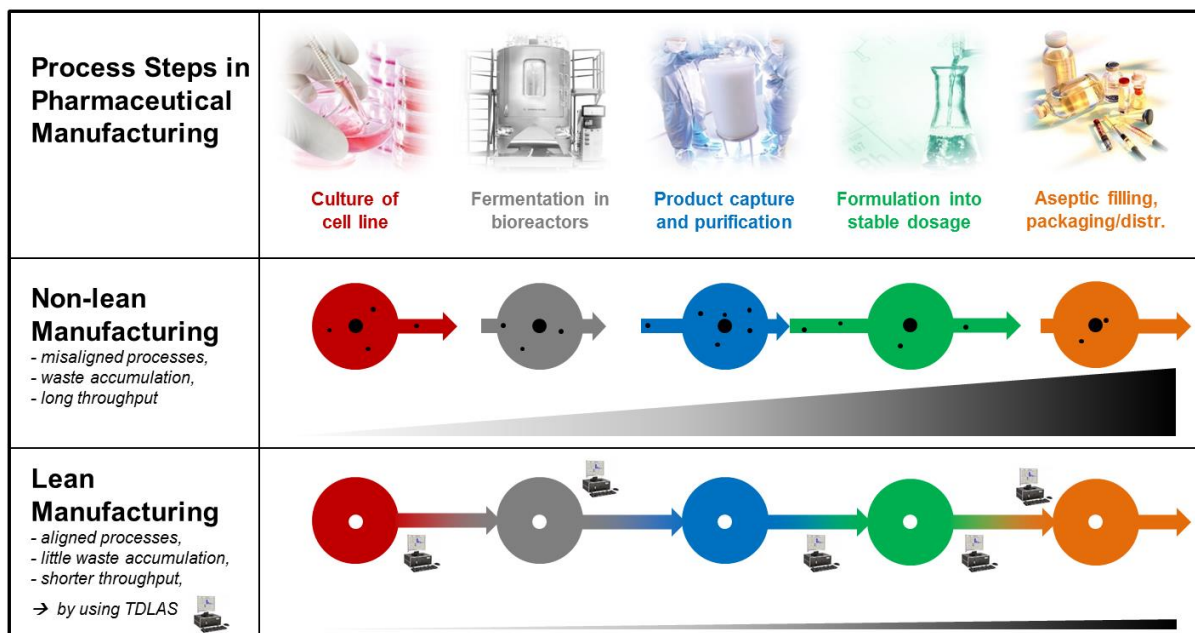 Process Steps in
Pharmaceutical
Manufacturing
Culture of
cell line
Fermentation in
bioreactors
Product capture
and purification
Formulation into
stable dosage
Aseptic filling,
packaging/distr.
Non-lean
Manufacturing
- misaligned processes,
- waste accumulation,
- long throughput
Lean
Manufacturing
- aligned processes,
- little waste accumulation,
- shorter throughput,
→ by using TDLAS